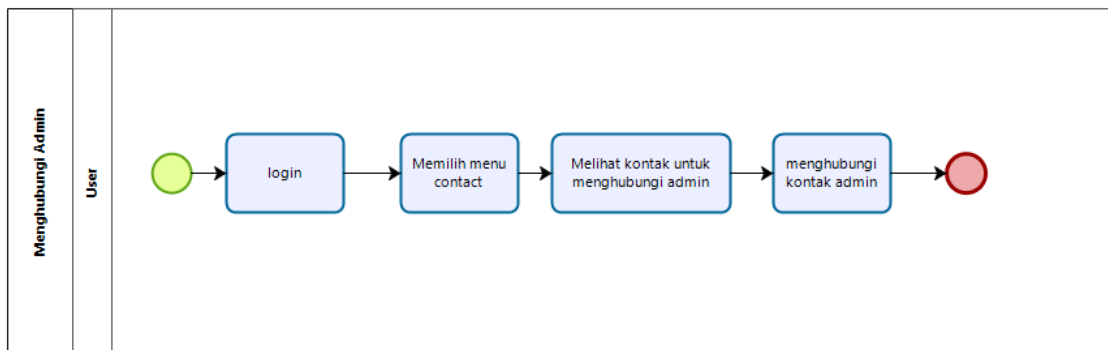 Menghubungi Admin
User
login
Memilih menu
contact
Melihat kontak untuk
menghubungi admin
menghubungi
kontak admin